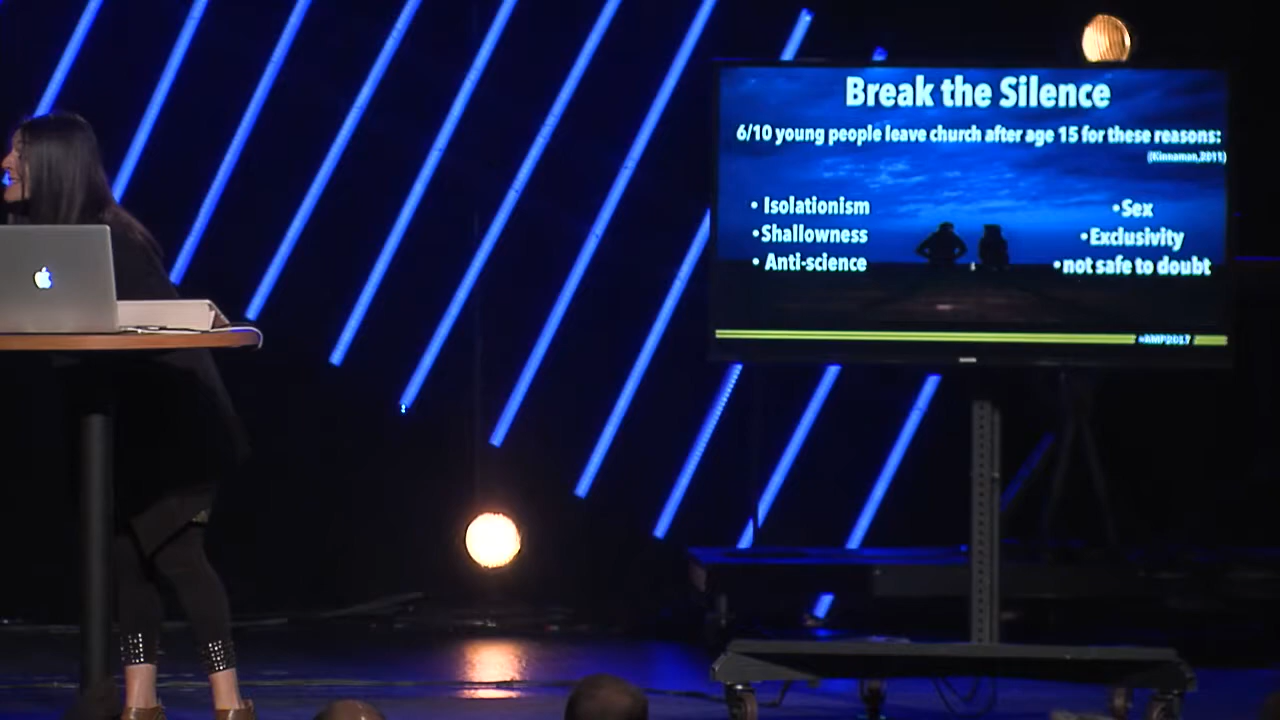 Break the Silence
6/10 young people leave church after age 15 for these reasons:
(Kinnaman,2011)
• Isolationism
•Shallowness
• Anti-science
•Sex
•Exclusivity
•not safe to doubt
#AMP2017